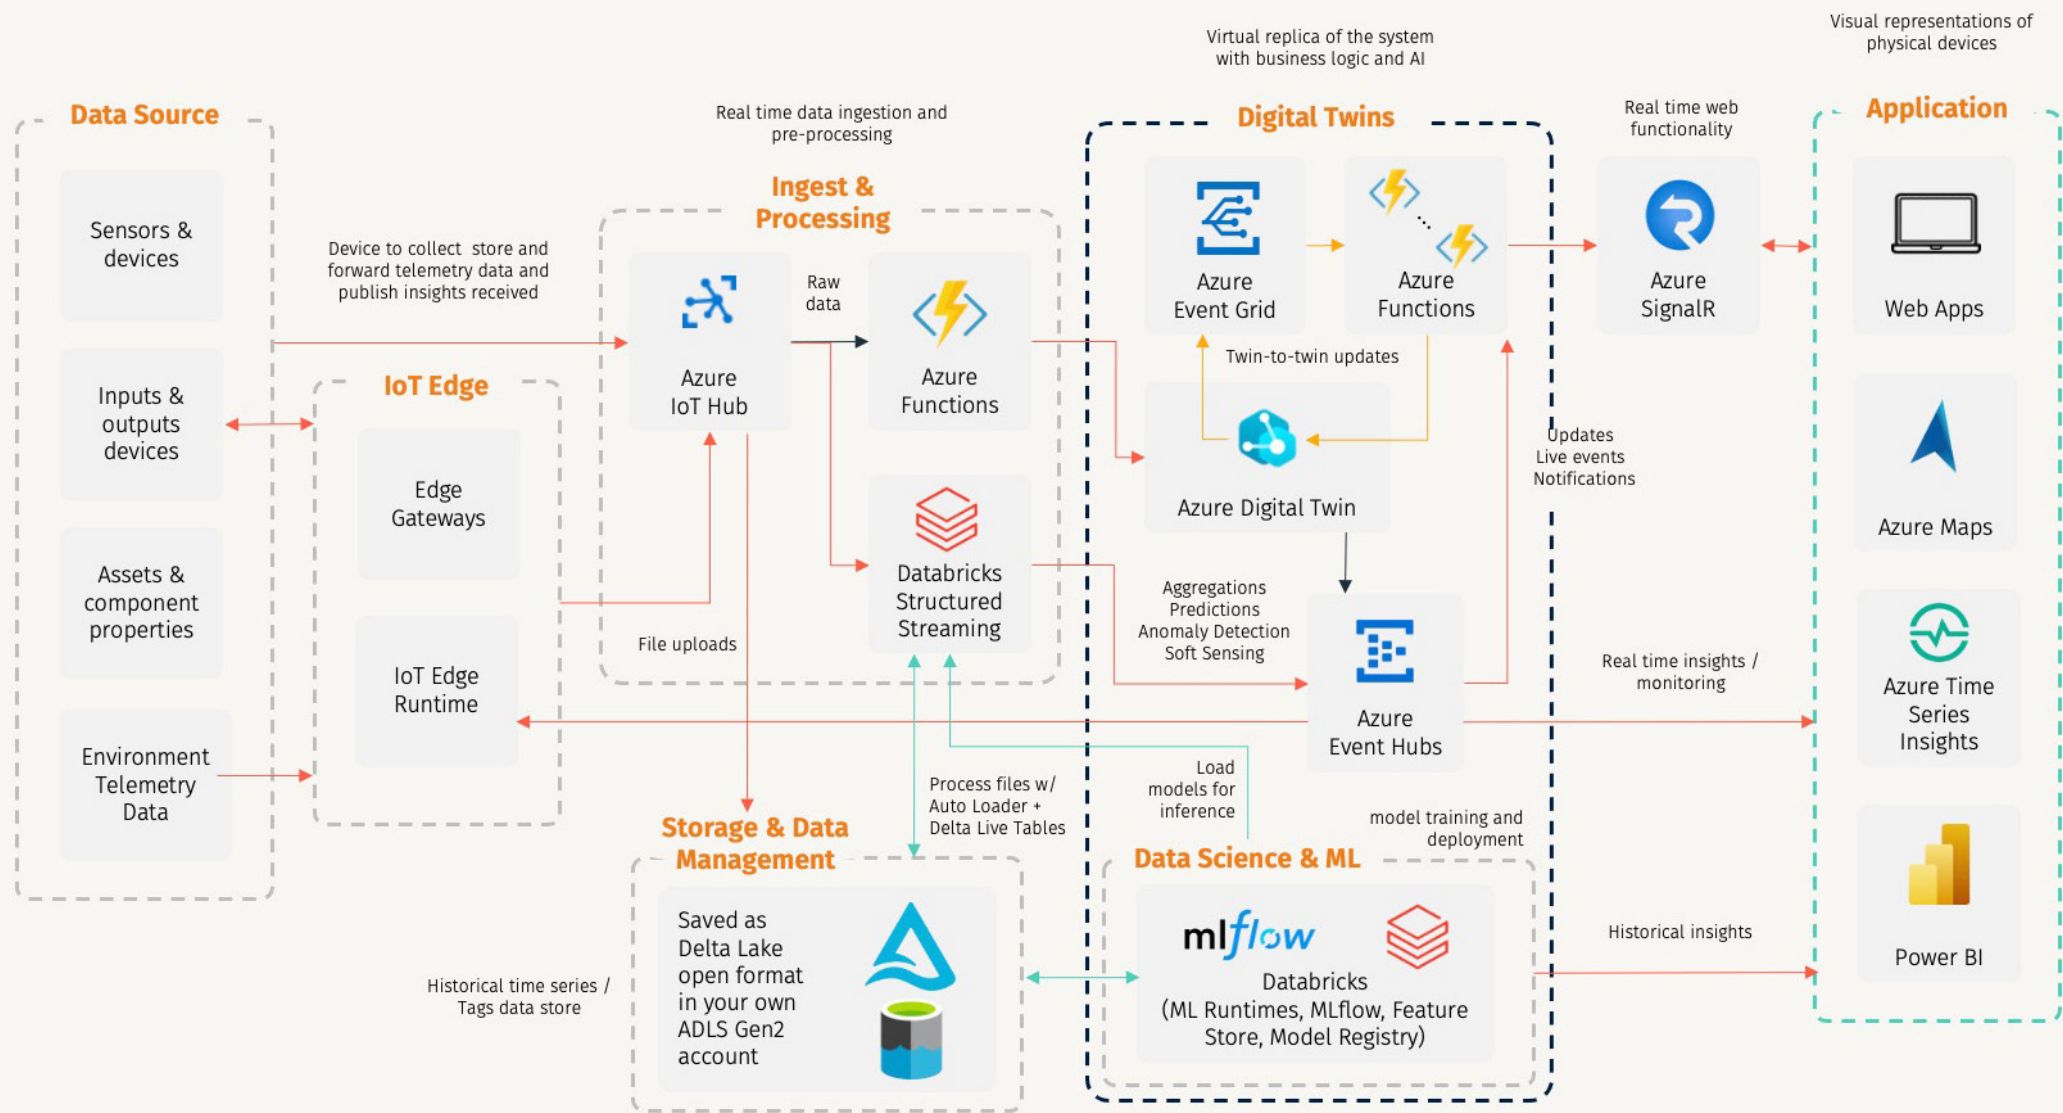 Visual representations of
physical devices
Virtual replica of the system
with business logic and AI
Real time data ingestion and
pre-processing
Real time web
functionality
Data Source
Sensors &
devices
Inputs &
outputs
devices
Assets &
component
properties
Environment
Telemetry
Data
Device to collect store and
forward telemetry data and
publish insights received
IoT Edge
Edge
Gateways
IoT Edge
Runtime
Ingest &
Processing
Azure
IoT Hub
Raw
data
Azure
Functions
Databricks
Structured
Streaming
File uploads
Digital Twins
Azure
Event Grid
Azure
Functions
Twin-to-twin updates
Azure Digital Twin
Updates
Live events
Notifications
Aggregations
Predictions
Anomaly Detection
Soft Sensing
Azure
Event Hubs
Azure
SignalR
Real time insights /
monitoring
Application
Web Apps
Azure Maps
Azure Time
Series
Insights
Power BI
Process files w/
Auto Loader +
Delta Live Tables
Load
models for
inference
model training and
deployment
Storage & Data
Management
Saved as
Delta Lake
open format
in your own
ADLS Gen2
account
Historical time series /
Tags data store
Data Science & ML
mlflow
Databricks
(ML Runtimes, MLflow, Feature
Store, Model Registry)
Historical insights